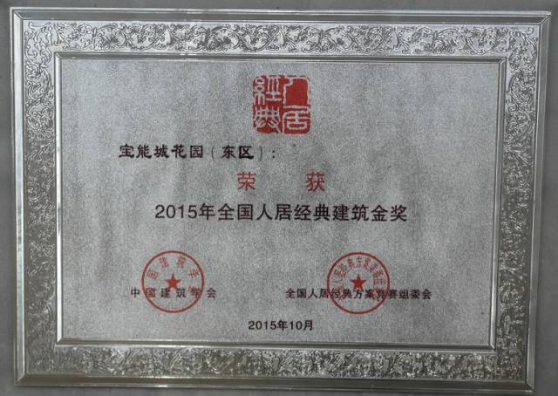 人居
經典
宝能城花园（东区）：
荣 获
2015年全国人居经典建筑金奖
中国建筑学会
全国人居经典方案竞赛组委会
2015年10月